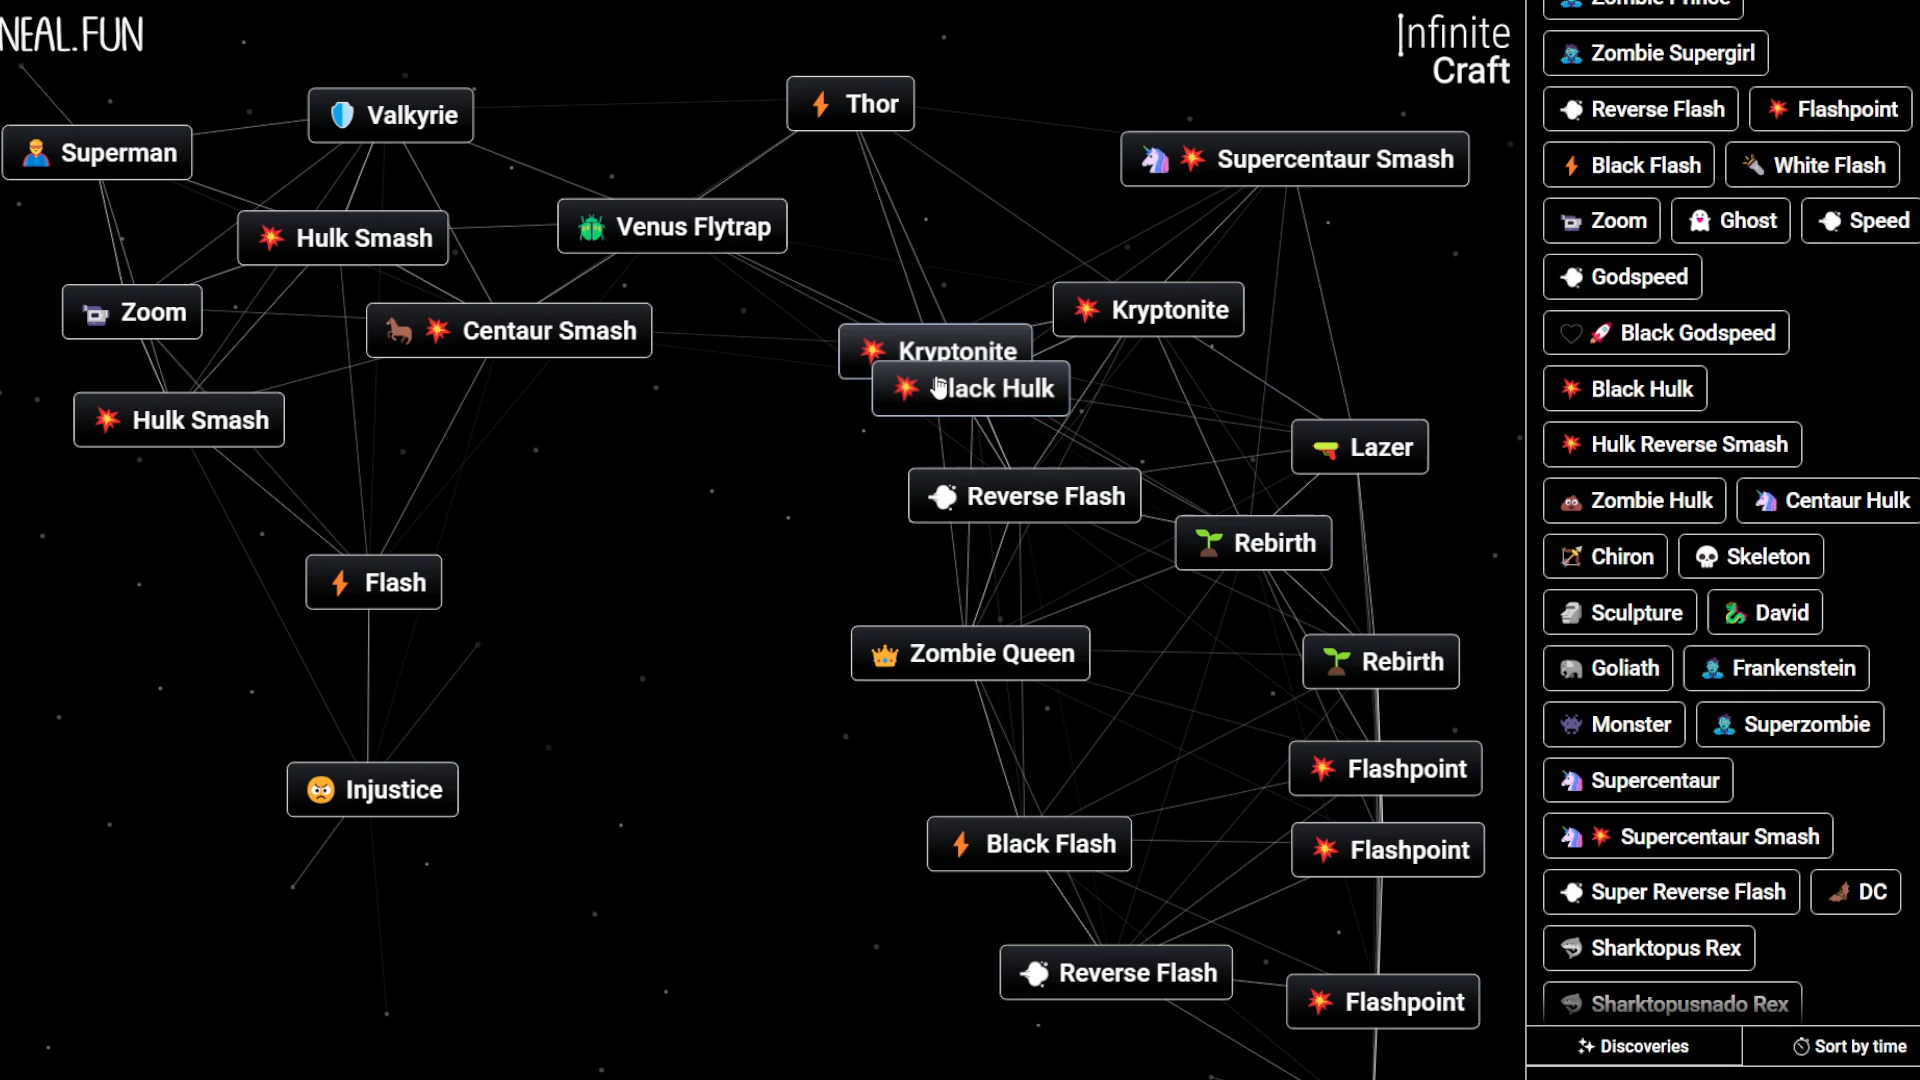 NEAL.FUN
Infinite
Craft
Valkyrie
Thor
Superman
Supercentaur Smash
Hulk Smash
Venus Flytrap
Zoom
Centaur Smash
Kryptonite
Kryptonite
Black Hulk
Hulk Smash
Lazer
Reverse Flash
Rebirth
Flash
Zombie Queen
Rebirth
Injustice
Flashpoint
Black Flash
Flashpoint
Reverse Flash
Flashpoint
Zombie Prince
Zombie Supergirl
Reverse Flash Flashpoint
Black Flash White Flash
Zoom Ghost Speed
Godspeed
Black Godspeed
Black Hulk
Hulk Reverse Smash
Zombie Hulk Centaur Hulk
Chiron Skeleton
Sculpture David
Goliath Frankenstein
Monster Superzombie
Supercentaur
Supercentaur Smash
Super Reverse Flash DC
Sharktopus Rex
Sharktopusnado Rex
Discoveries Sort by time